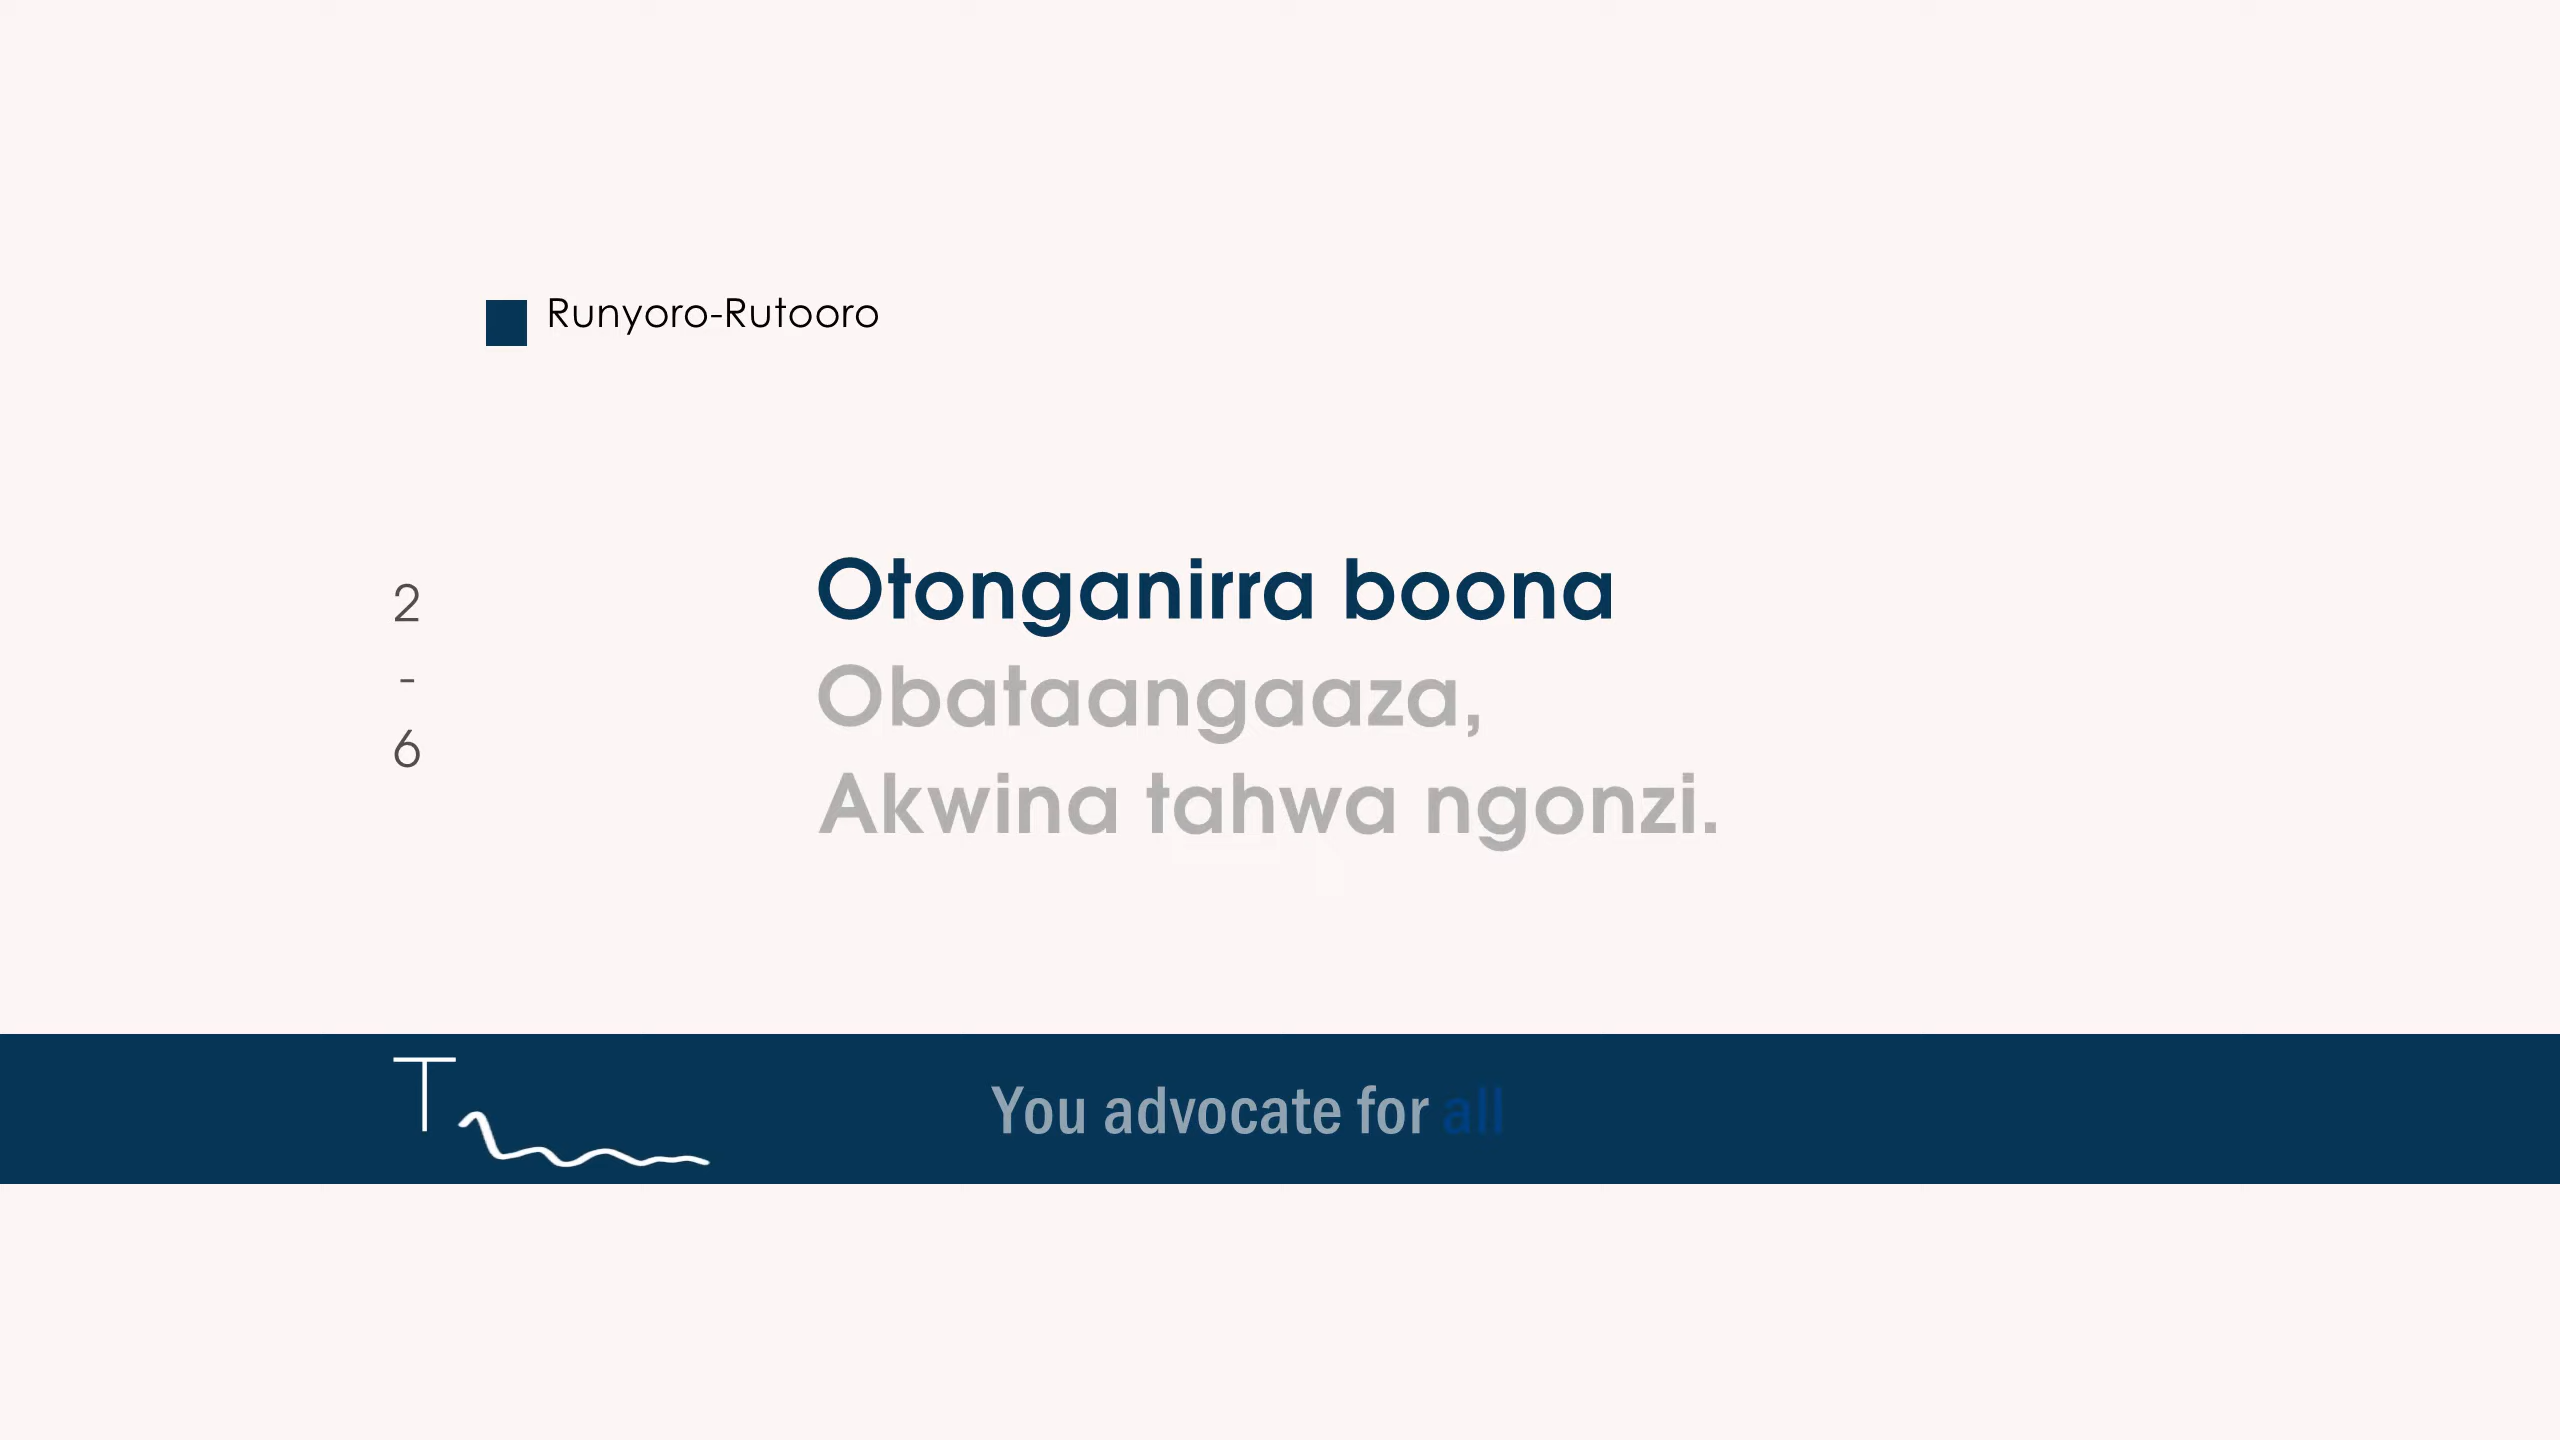 Runyoro-Rutooro
2
-
6
Otonganirra boona
Obataangaaza,
Akwina tahwa ngonzi.
T
You advocate for all